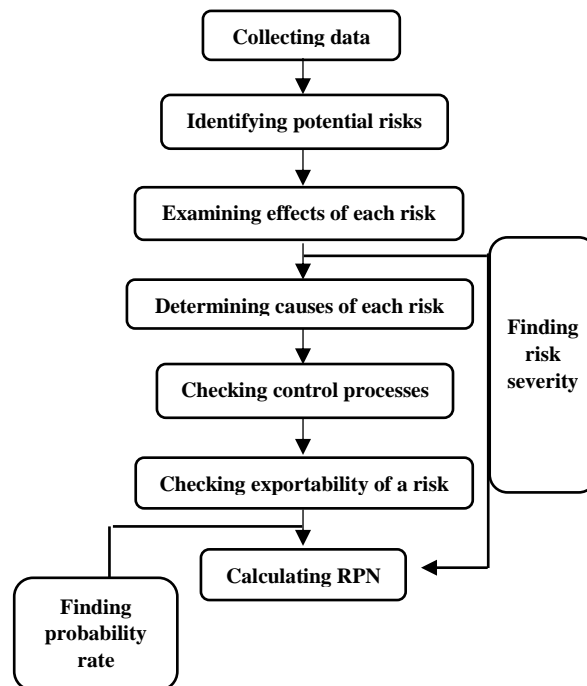 Collecting data
Identifying potential risks
Examining effects of each risk
Determining causes of each risk
Finding
risk
severity
Checking control processes
Checking exportability of a risk
Calculating RPN
Finding
probability
rate